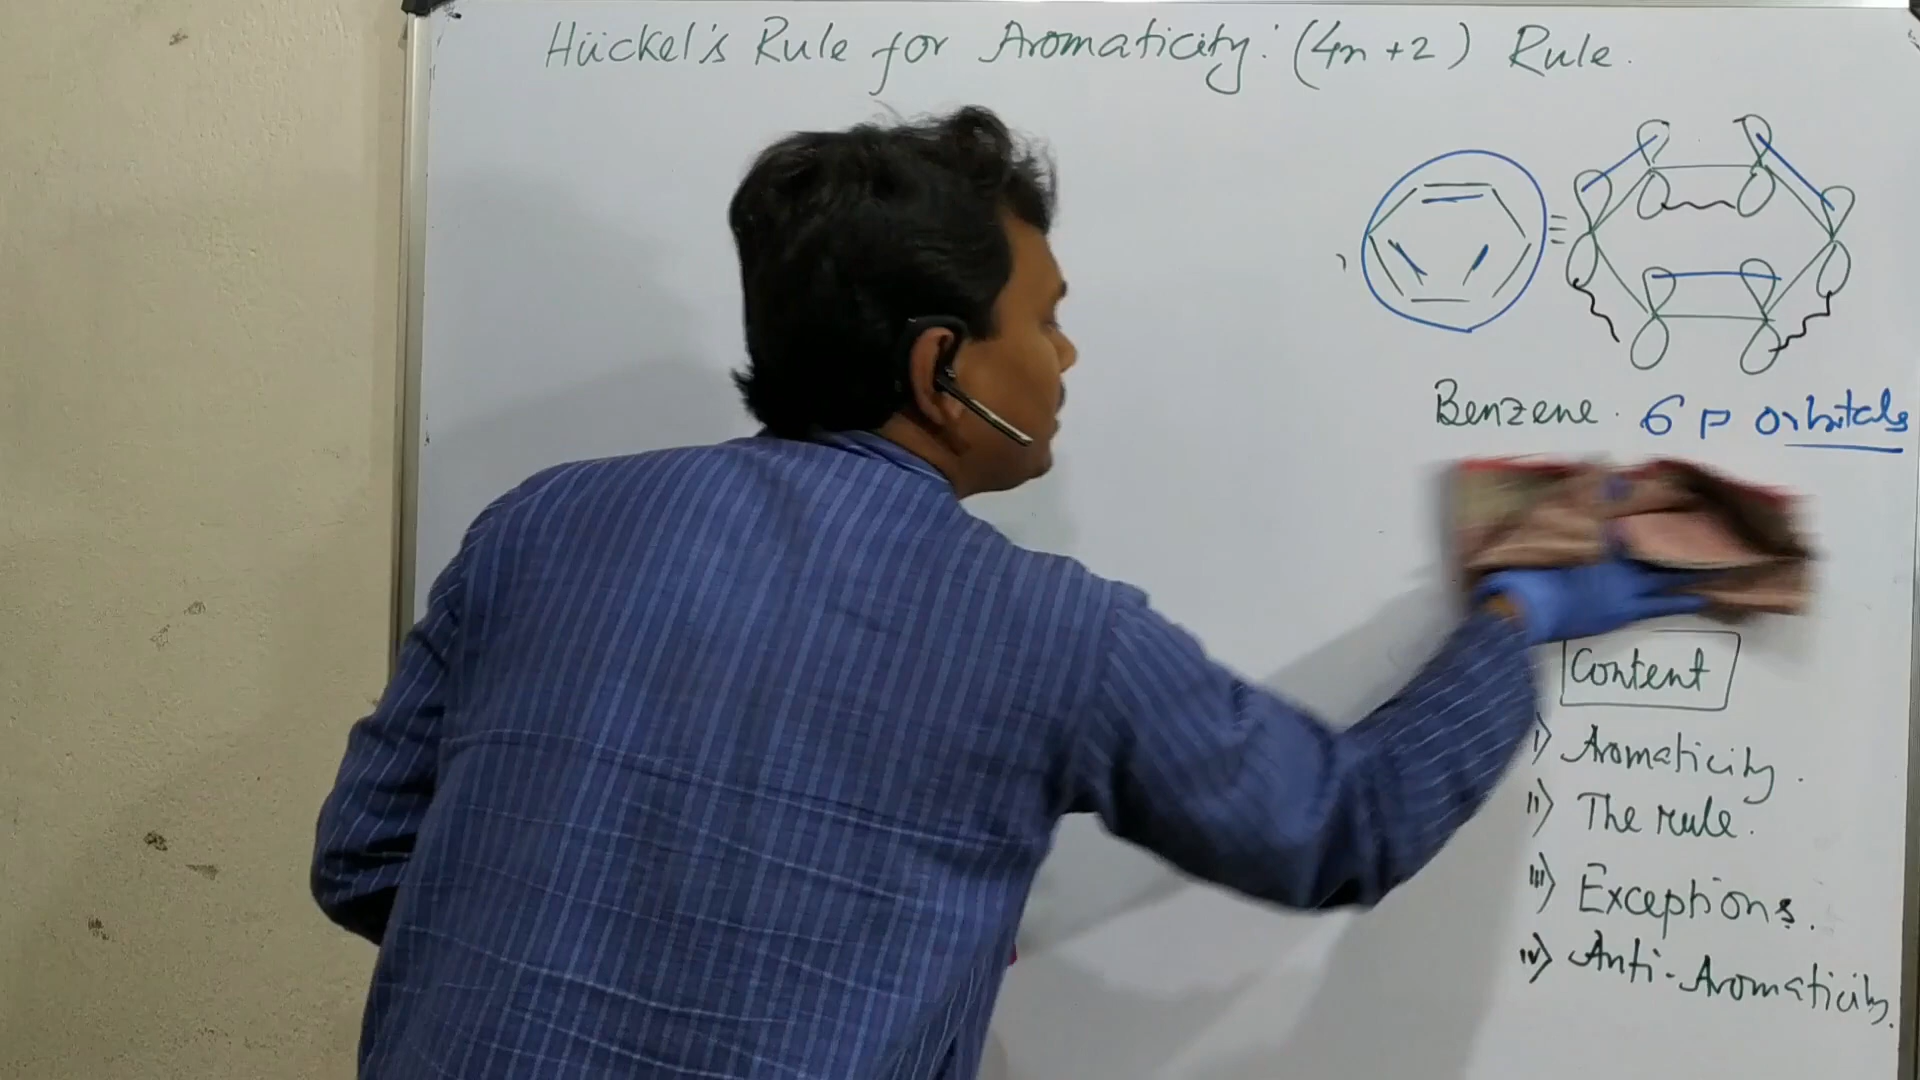 Hückel's Rule for Aromaticity: (4n+2) Rule.
Benzene. 6 p orbitals
Content
i) Aromaticity.
ii) The rule.
iii) Exceptions.
iv) Anti-Aromaticity.